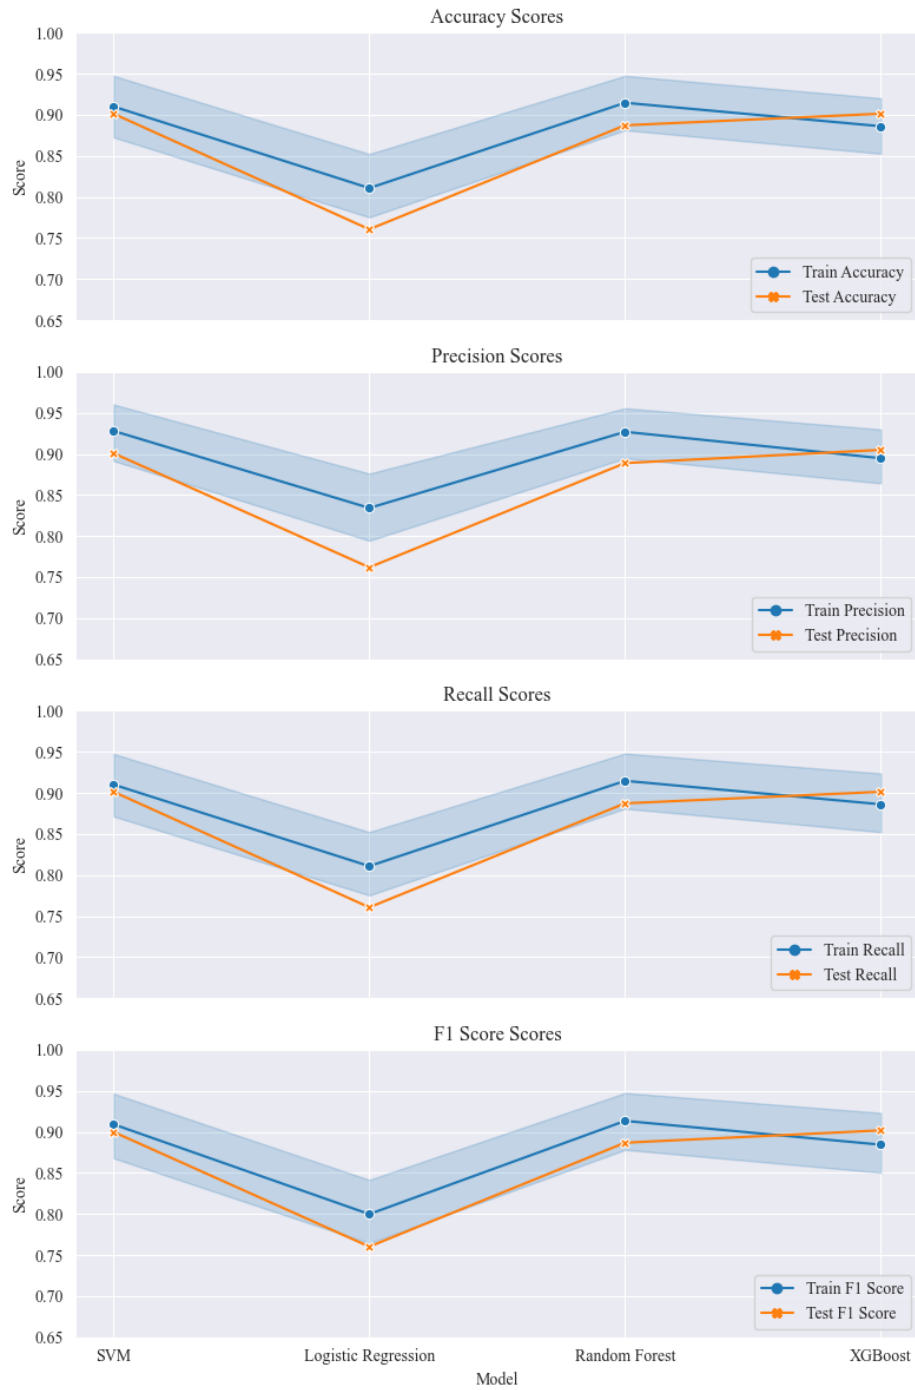 Accuracy Scores
1.00
0.95
0.90
0.85
0.80
0.75
0.70
0.65
Score
Train Accuracy
Test Accuracy
Precision Scores
1.00
0.95
0.90
0.85
0.80
0.75
0.70
0.65
Score
Train Precision
Test Precision
Recall Scores
1.00
0.95
0.90
0.85
0.80
0.75
0.70
0.65
Score
Train Recall
Test Recall
F1 Score Scores
1.00
0.95
0.90
0.85
0.80
0.75
0.70
0.65
Score
Train F1 Score
Test F1 Score
SVM Logistic Regression Random Forest XGBoost
Model